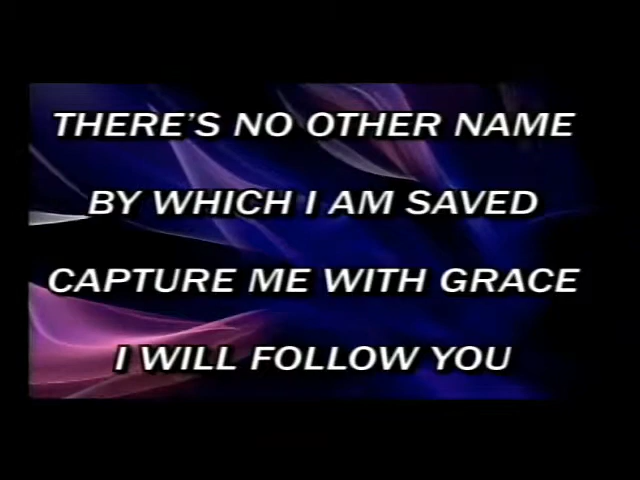 THERE'S NO OTHER NAME
BY WHICH I AM SAVED
CAPTURE ME WITH GRACE
I WILL FOLLOW YOU